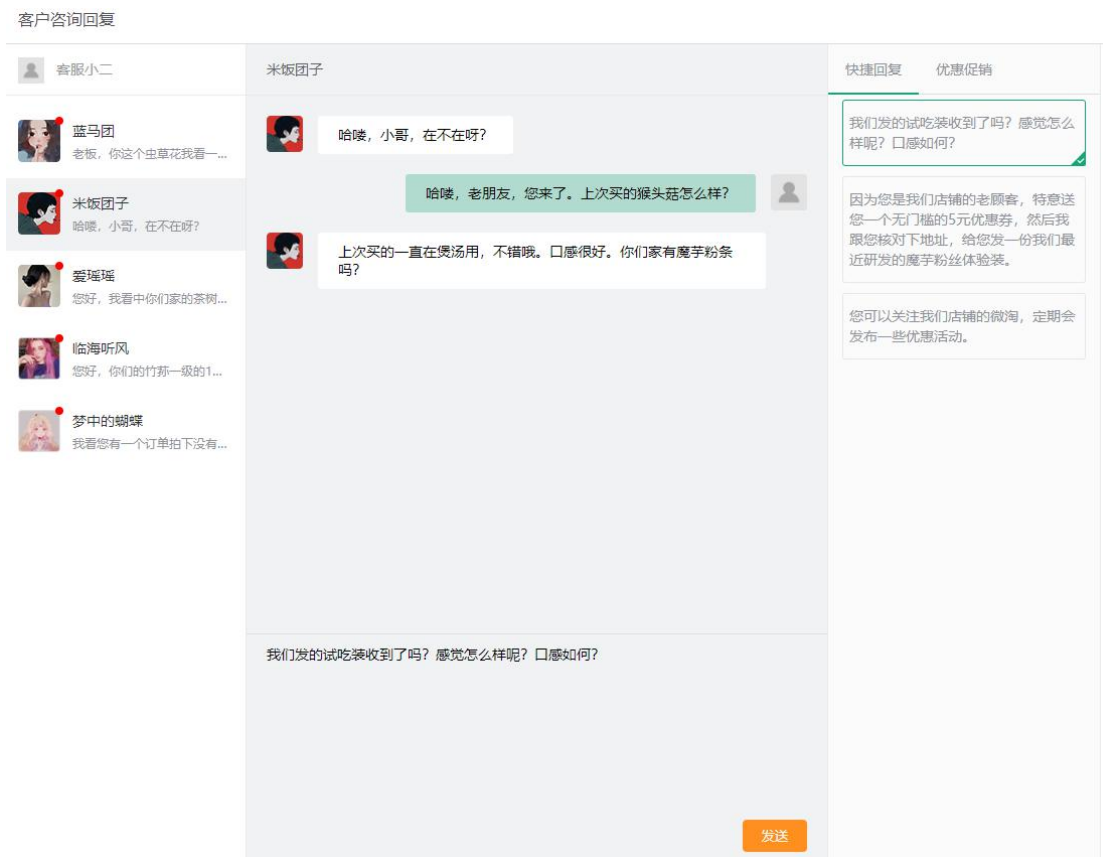 客户咨询回复
客服小二
蓝马团
老板，你这个虫草花我看一...
米饭团子
哈喽，小哥，在不在呀？
爱瑶瑶
您好，我看中你们家的茶树...
临海听风
您好，你们的竹荪一级的1...
梦中的蝴蝶
我看您有一个订单拍下没有...
米饭团子
哈喽，小哥，在不在呀？
哈喽，老朋友，您来了。上次买的猴头菇怎么样？
上次买的一直在煲汤用，不错哦。口感很好。你们家有魔芋粉条
吗？
我们发的试吃装收到了吗？感觉怎么样呢？口感如何？
发送
快捷回复
优惠促销
我们发的试吃装收到了吗？感觉怎么
样呢？口感如何？
因为您是我们店铺的老顾客，特意送
您一个无门槛的5元优惠券，然后我
跟您核对下地址，给您发一份我们最
近研发的魔芋粉丝体验装。
您可以关注我们店铺的微淘，定期会
发布一些优惠活动。